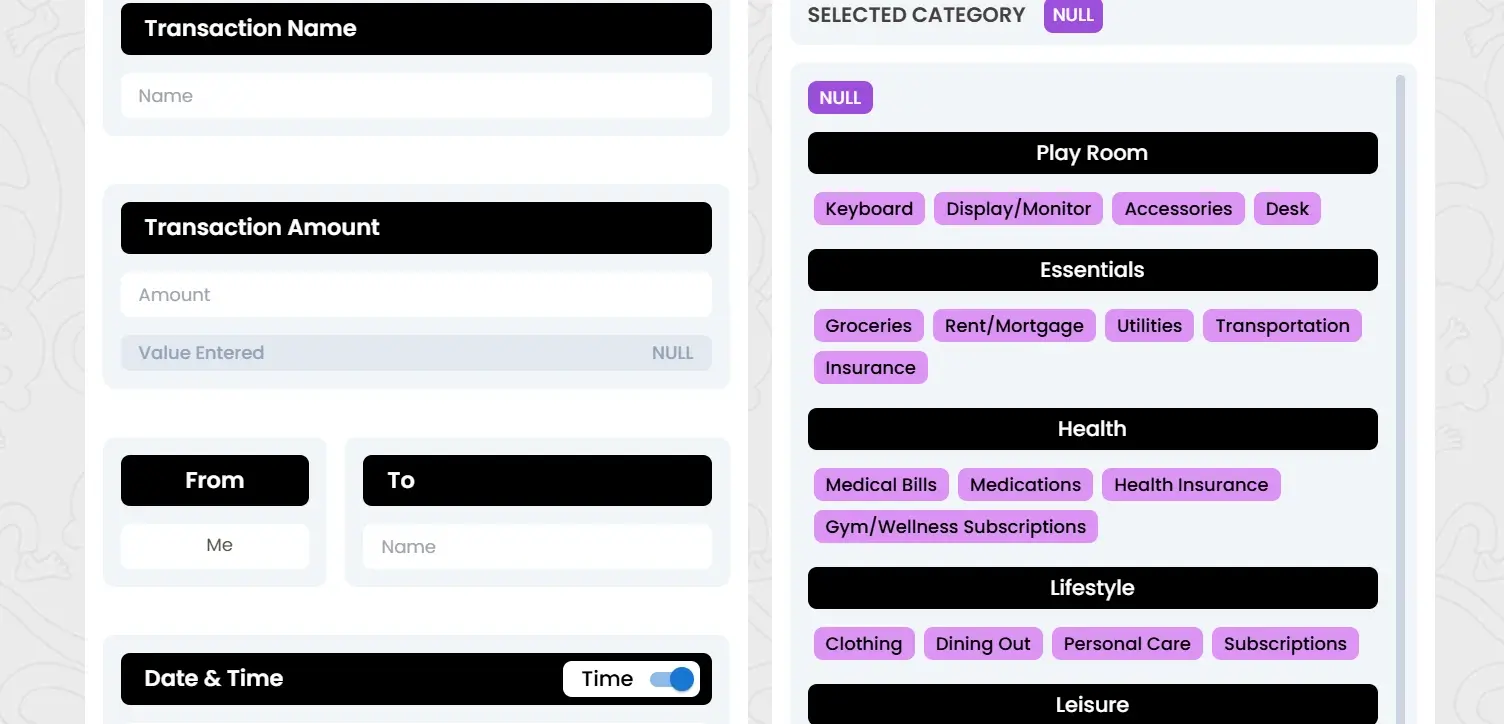 Transaction Name
Name
Transaction Amount
Amount
Value Entered NULL
From
Me
To
Name
Date & Time Time
SELECTED CATEGORY NULL
NULL
Play Room
Keyboard Display/Monitor Accessories Desk
Essentials
Groceries Rent/Mortgage Utilities Transportation
Insurance
Health
Medical Bills Medications Health Insurance
Gym/Wellness Subscriptions
Lifestyle
Clothing Dining Out Personal Care Subscriptions
Leisure